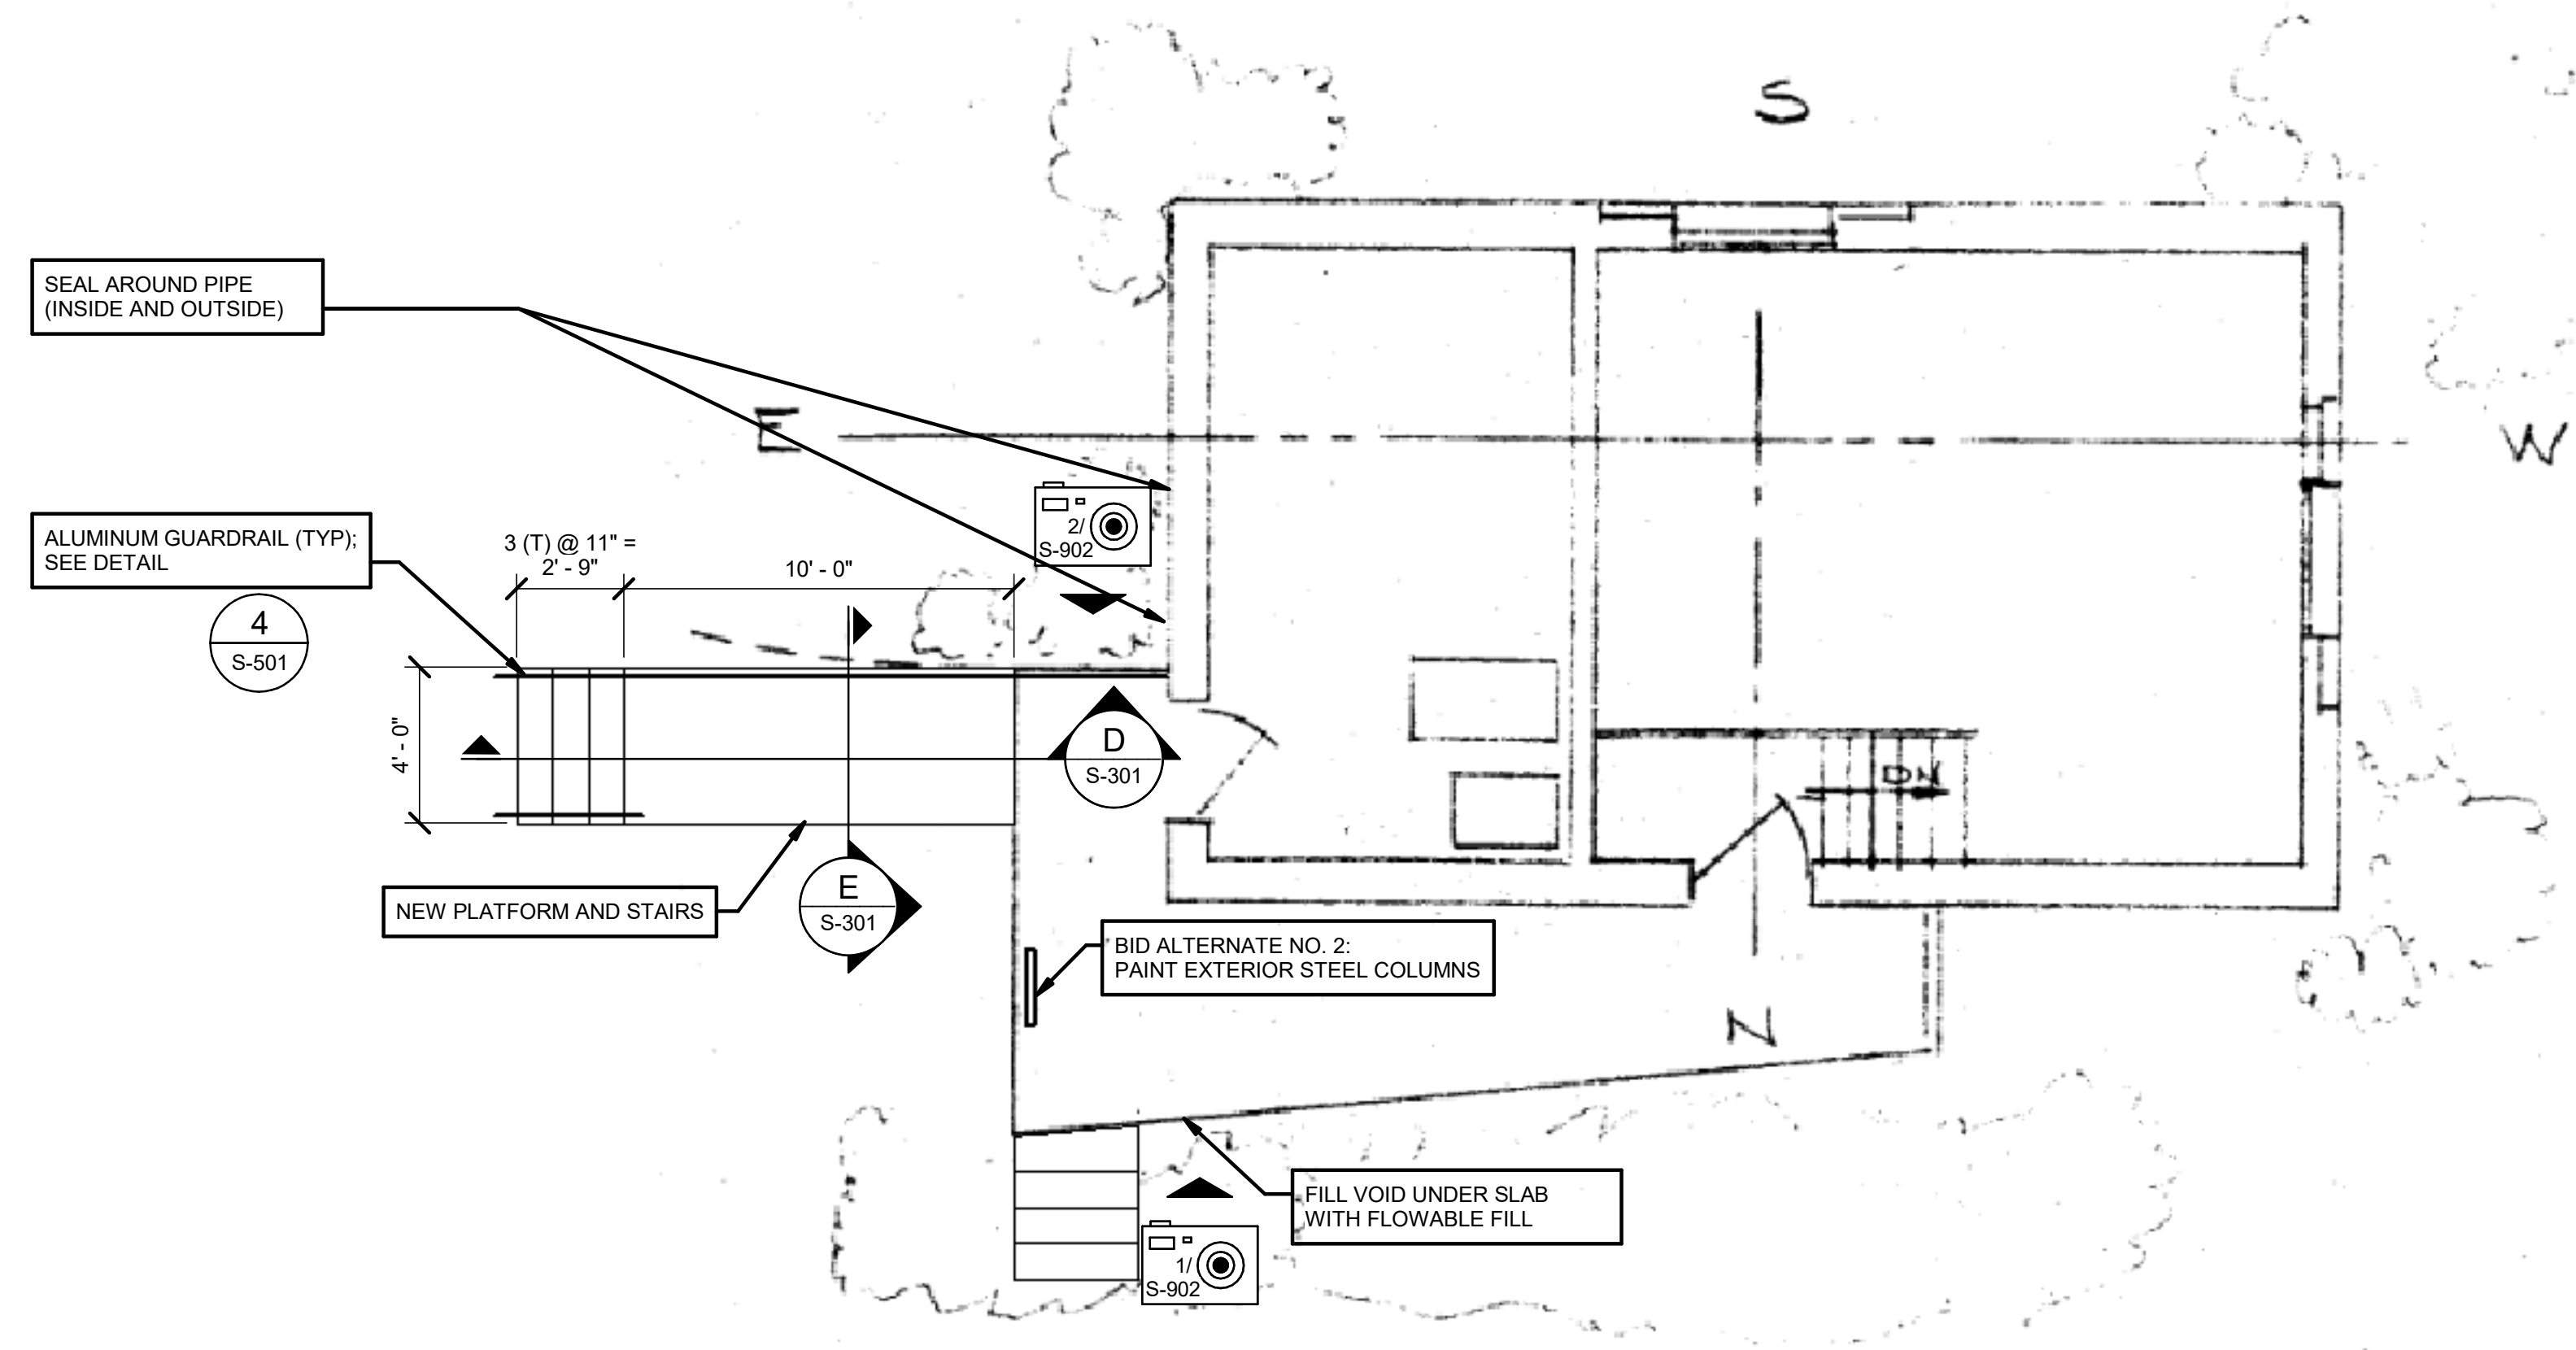 S
SEAL AROUND PIPE
(INSIDE AND OUTSIDE)
E
W
2/
S-902
ALUMINUM GUARDRAIL (TYP);
SEE DETAIL
3 (T) @ 11" =
2' - 9"
10' - 0"
4
S-501
4' - 0"
D
S-301
DN
NEW PLATFORM AND STAIRS
E
S-301
BID ALTERNATE NO. 2:
PAINT EXTERIOR STEEL COLUMNS
N
FILL VOID UNDER SLAB
WITH FLOWABLE FILL
1/
S-902